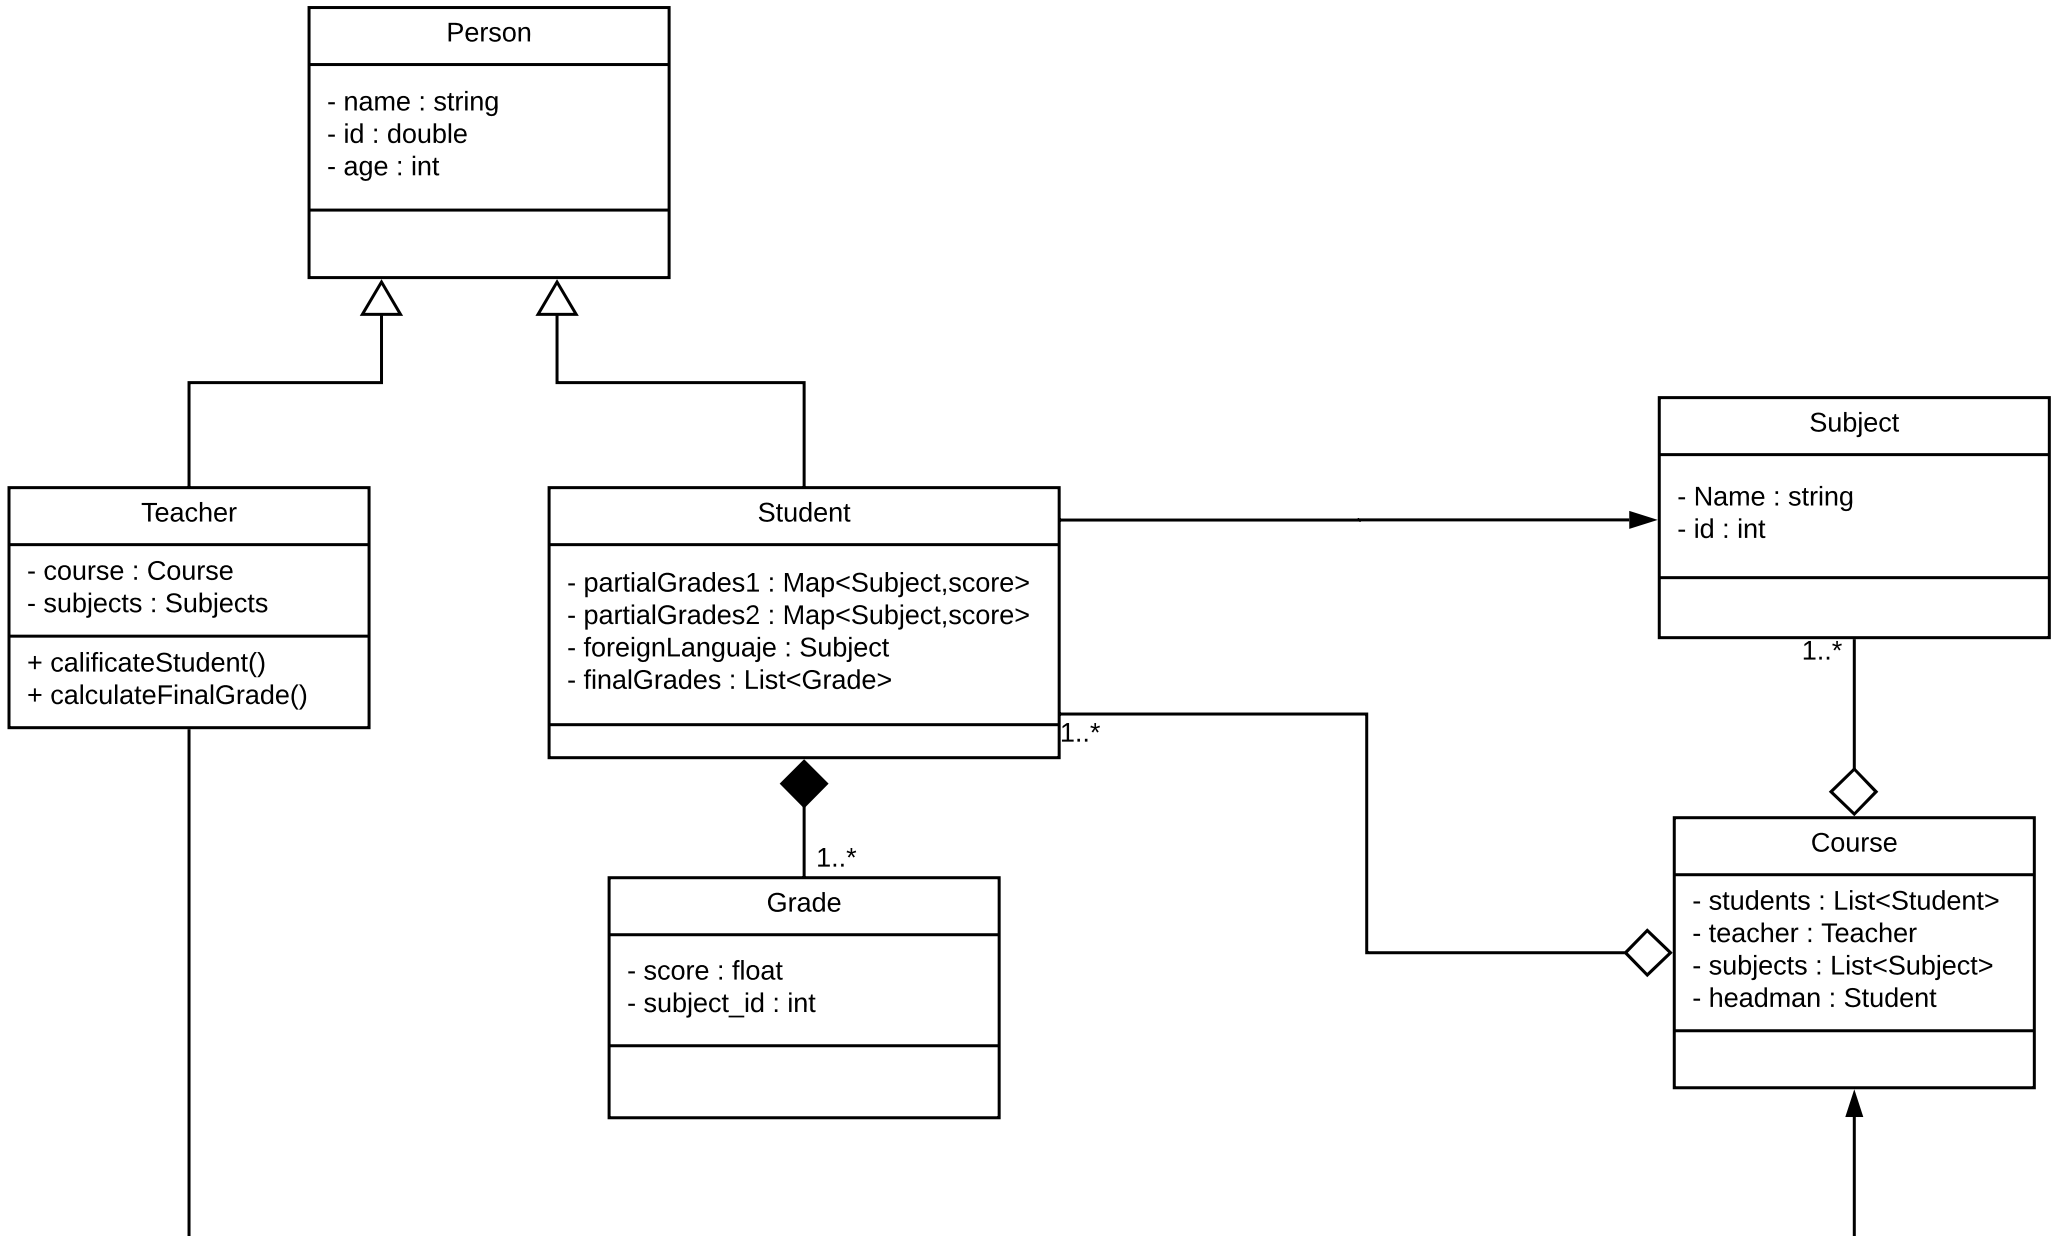 Person
- name : string
- id : double
- age : int
Teacher
- course : Course
- subjects : Subjects
+ calificateStudent()
+ calculateFinalGrade()
Student
- partialGrades1 : Map<Subject,score>
- partialGrades2 : Map<Subject,score>
- foreignLanguaje : Subject
- finalGrades : List<Grade>
1..*
1..*
Grade
- score : float
- subject_id : int
Subject
- Name : string
- id : int
1..*
Course
- students : List<Student>
- teacher : Teacher
- subjects : List<Subject>
- headman : Student